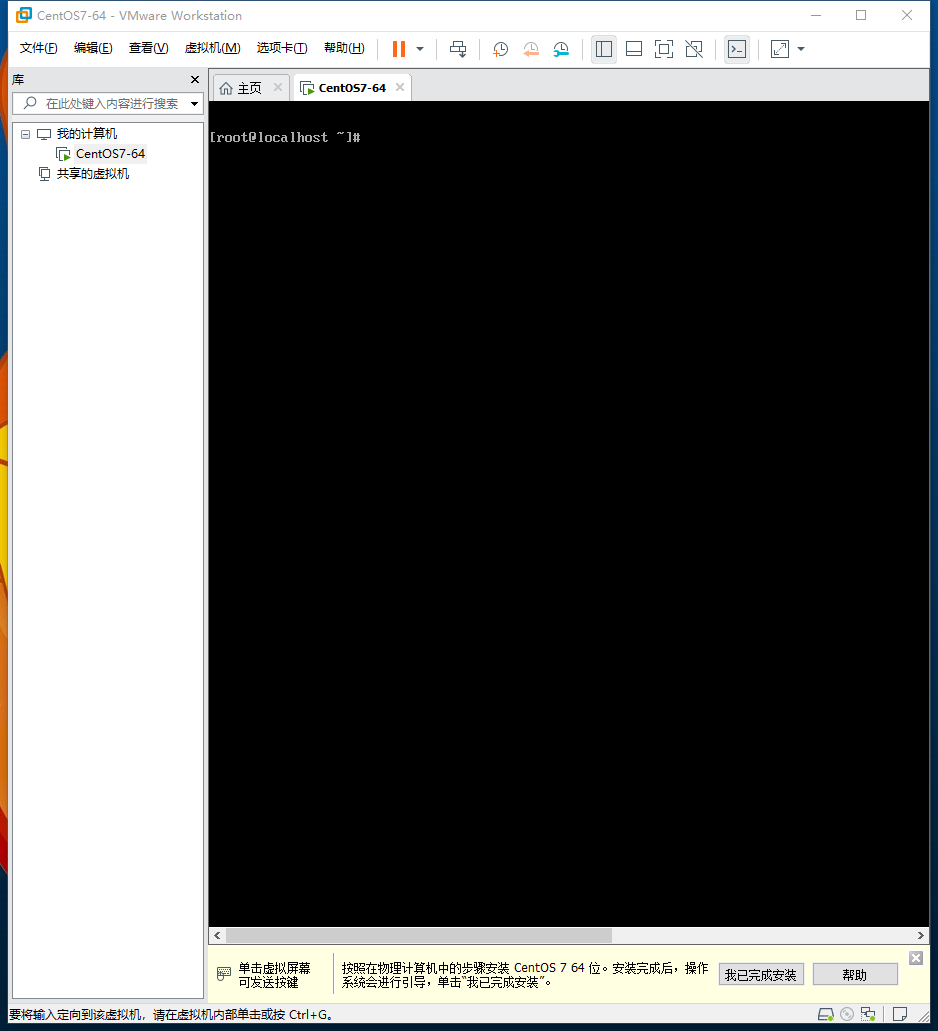 CentOS7-64 - VMware Workstation
文件(F) 编辑(E) 查看(V) 虚拟机(M) 选项卡(T) 帮助(H)
库
在此处键入内容进行搜索
我的计算机
CentOS7-64
共享的虚拟机
主页 CentOS7-64
[root@localhost ~]#
单击虚拟屏幕
可发送按键
按照在物理计算机中的步骤安装 CentOS 7 64 位。安装完成后，操作
系统会进行引导，单击“我已完成安装”。
我已完成安装 帮助
要将输入定向到该虚拟机，请在虚拟机内部单击或按 Ctrl+G。